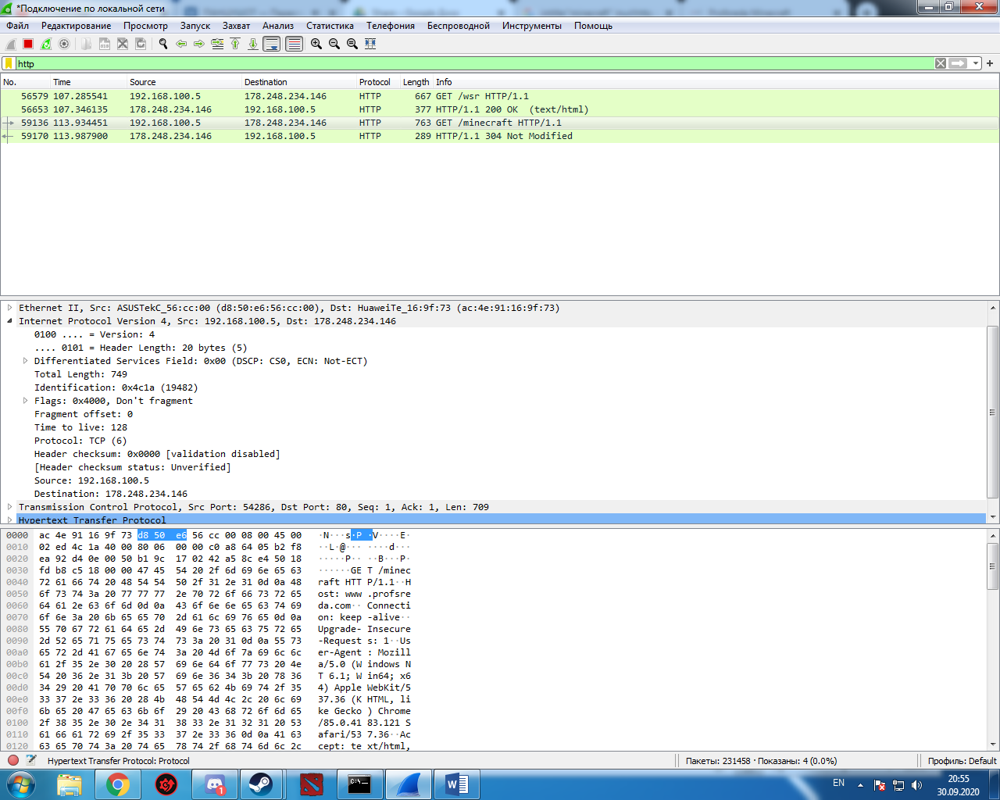 *Подключение по локальной сети
Файл Редактирование Просмотр Запуск Захват Анализ Статистика Телефония Беспроводной Инструменты Помощь
http
No. Time Source Destination Protocol Length Info
56579 107.285541 192.168.100.5 178.248.234.146 HTTP 667 GET /wsr HTTP/1.1
56653 107.346135 178.248.234.146 192.168.100.5 HTTP 377 HTTP/1.1 200 OK (text/html)
59136 113.934451 192.168.100.5 178.248.234.146 HTTP 763 GET /minecraft HTTP/1.1
59170 113.987900 178.248.234.146 192.168.100.5 HTTP 289 HTTP/1.1 304 Not Modified
Ethernet II, Src: ASUSTekC_56:cc:00 (d8:50:e6:56:cc:00), Dst: HuaweiTe_16:9f:73 (ac:4e:91:16:9f:73)
Internet Protocol Version 4, Src: 192.168.100.5, Dst: 178.248.234.146
0100 .... = Version: 4
.... 0101 = Header Length: 20 bytes (5)
Differentiated Services Field: 0x00 (DSCP: CS0, ECN: Not-ECT)
Total Length: 749
Identification: 0x4c1a (19482)
Flags: 0x4000, Don't fragment
Fragment offset: 0
Time to live: 128
Protocol: TCP (6)
Header checksum: 0x0000 [validation disabled]
[Header checksum status: Unverified]
Source: 192.168.100.5
Destination: 178.248.234.146
Transmission Control Protocol, Src Port: 54286, Dst Port: 80, Seq: 1, Ack: 1, Len: 709
Hypertext Transfer Protocol
0000 ac 4e 91 16 9f 73 d8 50 e6 56 cc 00 08 00 45 00 ·N···s·P ·V····E·
0010 02 ed 4c 1a 40 00 80 06 00 00 c0 a8 64 05 b2 f8 ··L·@··· ····d···
0020 ea 92 d4 0e 00 50 b1 9c 17 02 42 a5 8c e4 50 18 ·····P·· ··B···P·
0030 fd b8 c5 18 00 00 47 45 54 20 2f 6d 69 6e 65 63 ······GE T /minec
0040 72 61 66 74 20 48 54 54 50 2f 31 2e 31 0d 0a 48 raft HTT P/1.1··H
0050 6f 73 74 3a 20 77 77 77 2e 70 72 6f 66 73 72 65 ost: www .profsre
0060 64 61 2e 63 6f 6d 0d 0a 43 6f 6e 6e 65 63 74 69 da.com·· Connecti
0070 6f 6e 3a 20 6b 65 65 70 2d 61 6c 69 76 65 0d 0a on: keep -alive··
0080 55 70 67 72 61 64 65 2d 49 6e 73 65 63 75 72 65 Upgrade- Insecure
0090 2d 52 65 71 75 65 73 74 73 3a 20 31 0d 0a 55 73 -Request s: 1··Us
00a0 65 72 2d 41 67 65 6e 74 3a 20 4d 6f 7a 69 6c 6c er-Agent : Mozill
00b0 61 2f 35 2e 30 20 28 57 69 6e 64 6f 77 73 20 4e a/5.0 (W indows N
00c0 54 20 36 2e 31 3b 20 57 69 6e 36 34 3b 20 78 36 T 6.1; W in64; x6
00d0 34 29 20 41 70 70 6c 65 57 65 62 4b 69 74 2f 35 4) Apple WebKit/5
00e0 33 37 2e 33 36 20 28 4b 48 54 4d 4c 2c 20 6c 69 37.36 (K HTML, li
00f0 6b 65 20 47 65 63 6b 6f 29 20 43 68 72 6f 6d 65 ke Gecko ) Chrome
0100 2f 38 35 2e 30 2e 34 31 38 33 2e 31 32 31 20 53 /85.0.41 83.121 S
0110 61 66 61 72 69 2f 35 33 37 2e 33 36 0d 0a 41 63 afari/53 7.36··Ac
0120 63 65 70 74 3a 20 74 65 78 74 2f 68 74 6d 6c 2c cept: te xt/html,
Hypertext Transfer Protocol: Protocol
Пакеты: 231458 · Показаны: 4 (0.0%)
Профиль: Default
EN
20:55
30.09.2020